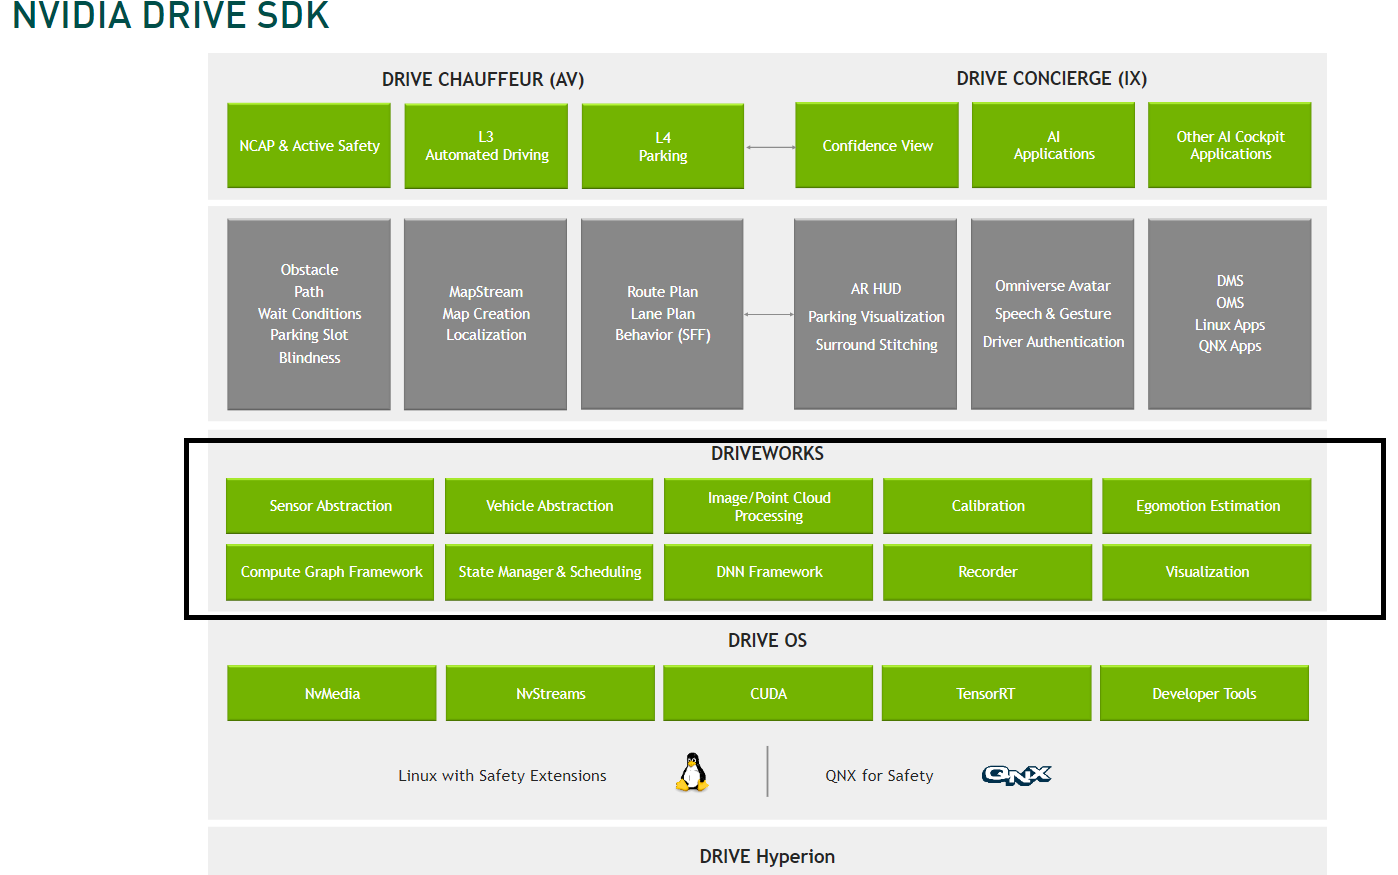 NVIDIA DRIVE SDK
DRIVE CHAUFFEUR (AV)
DRIVE CONCIERGE (IX)
NCAP & Active Safety
L3
Automated Driving
L4
Parking
Confidence View
AI
Applications
Other AI Cockpit
Applications
Obstacle
Path
Wait Conditions
Parking Slot
Blindness
MapStream
Map Creation
Localization
Route Plan
Lane Plan
Behavior (SFF)
AR HUD
Parking Visualization
Surround Stitching
Omniverse Avatar
Speech & Gesture
Driver Authentication
DMS
OMS
Linux Apps
QNX Apps
DRIVEWORKS
Sensor Abstraction
Vehicle Abstraction
Image/Point Cloud
Processing
Calibration
Egomotion Estimation
Compute Graph Framework
State Manager & Scheduling
DNN Framework
Recorder
Visualization
DRIVE OS
NvMedia
NvStreams
CUDA
TensorRT
Developer Tools
Linux with Safety Extensions
QNX for Safety
QNX
DRIVE Hyperion